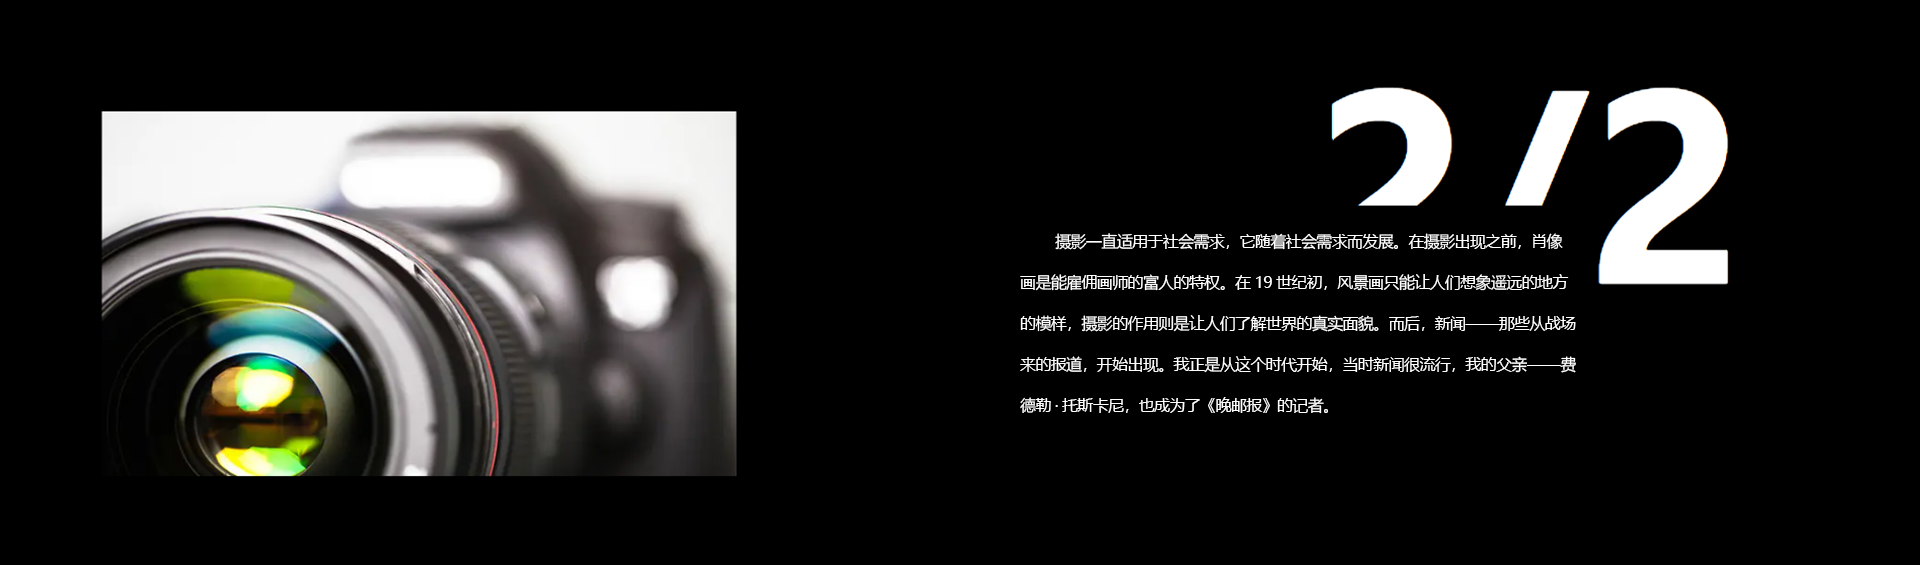 2/2
摄影一直适用于社会需求，它随着社会需求而发展。在摄影出现之前，肖像
画是能雇佣画师的富人的特权。在 19 世纪初，风景画只能让人们想象遥远的地方
的模样，摄影的作用则是让人们了解世界的真实面貌。而后，新闻——那些从战场
来的报道，开始出现。我正是从这个时代开始，当时新闻很流行，我的父亲——费
德勒 · 托斯卡尼，也成为了《晚邮报》的记者。